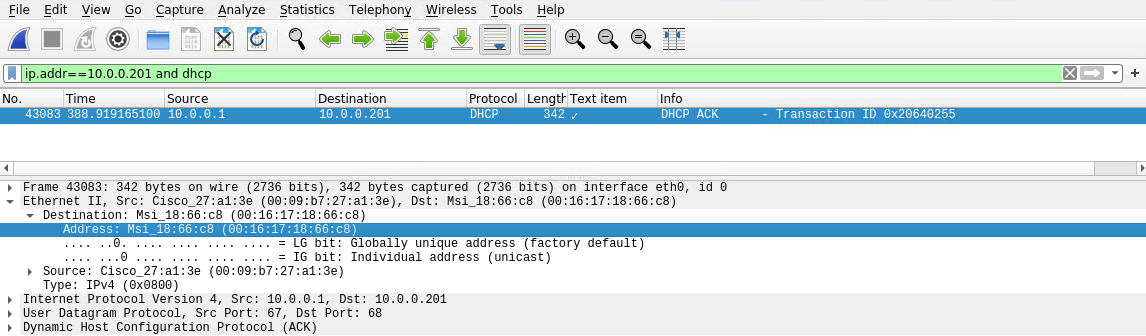 File Edit View Go Capture Analyze Statistics Telephony Wireless Tools Help
ip.addr==10.0.0.201 and dhcp
No. Time Source Destination Protocol Length Text item Info
43083 388.919165100 10.0.0.1 10.0.0.201 DHCP 342 ✓ DHCP ACK - Transaction ID 0x20640255
Frame 43083: 342 bytes on wire (2736 bits), 342 bytes captured (2736 bits) on interface eth0, id 0
Ethernet II, Src: Cisco_27:a1:3e (00:09:b7:27:a1:3e), Dst: Msi_18:66:c8 (00:16:17:18:66:c8)
Destination: Msi_18:66:c8 (00:16:17:18:66:c8)
Address: Msi_18:66:c8 (00:16:17:18:66:c8)
.... ..0. .... .... .... .... = LG bit: Globally unique address (factory default)
.... ...0 .... .... .... .... = IG bit: Individual address (unicast)
Source: Cisco_27:a1:3e (00:09:b7:27:a1:3e)
Type: IPv4 (0x0800)
Internet Protocol Version 4, Src: 10.0.0.1, Dst: 10.0.0.201
User Datagram Protocol, Src Port: 67, Dst Port: 68
Dynamic Host Configuration Protocol (ACK)